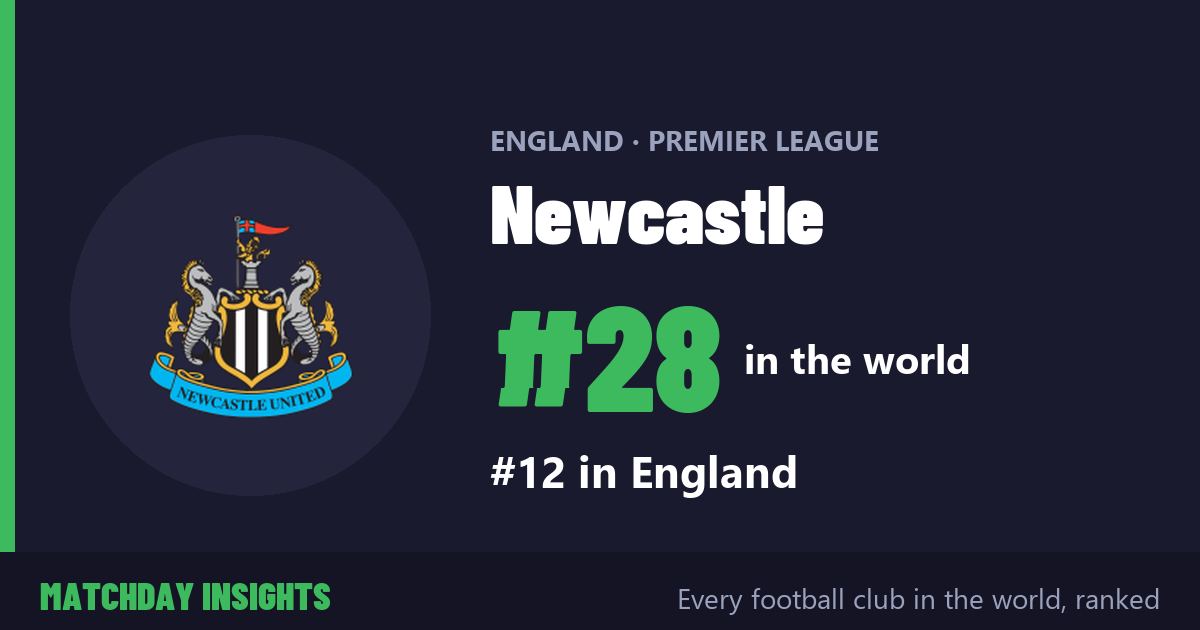 ENGLAND · PREMIER LEAGUE
Newcastle
#28 in the world
#12 in England
NEWCASTLE UNITED
MATCHDAY INSIGHTS
Every football club in the world, ranked